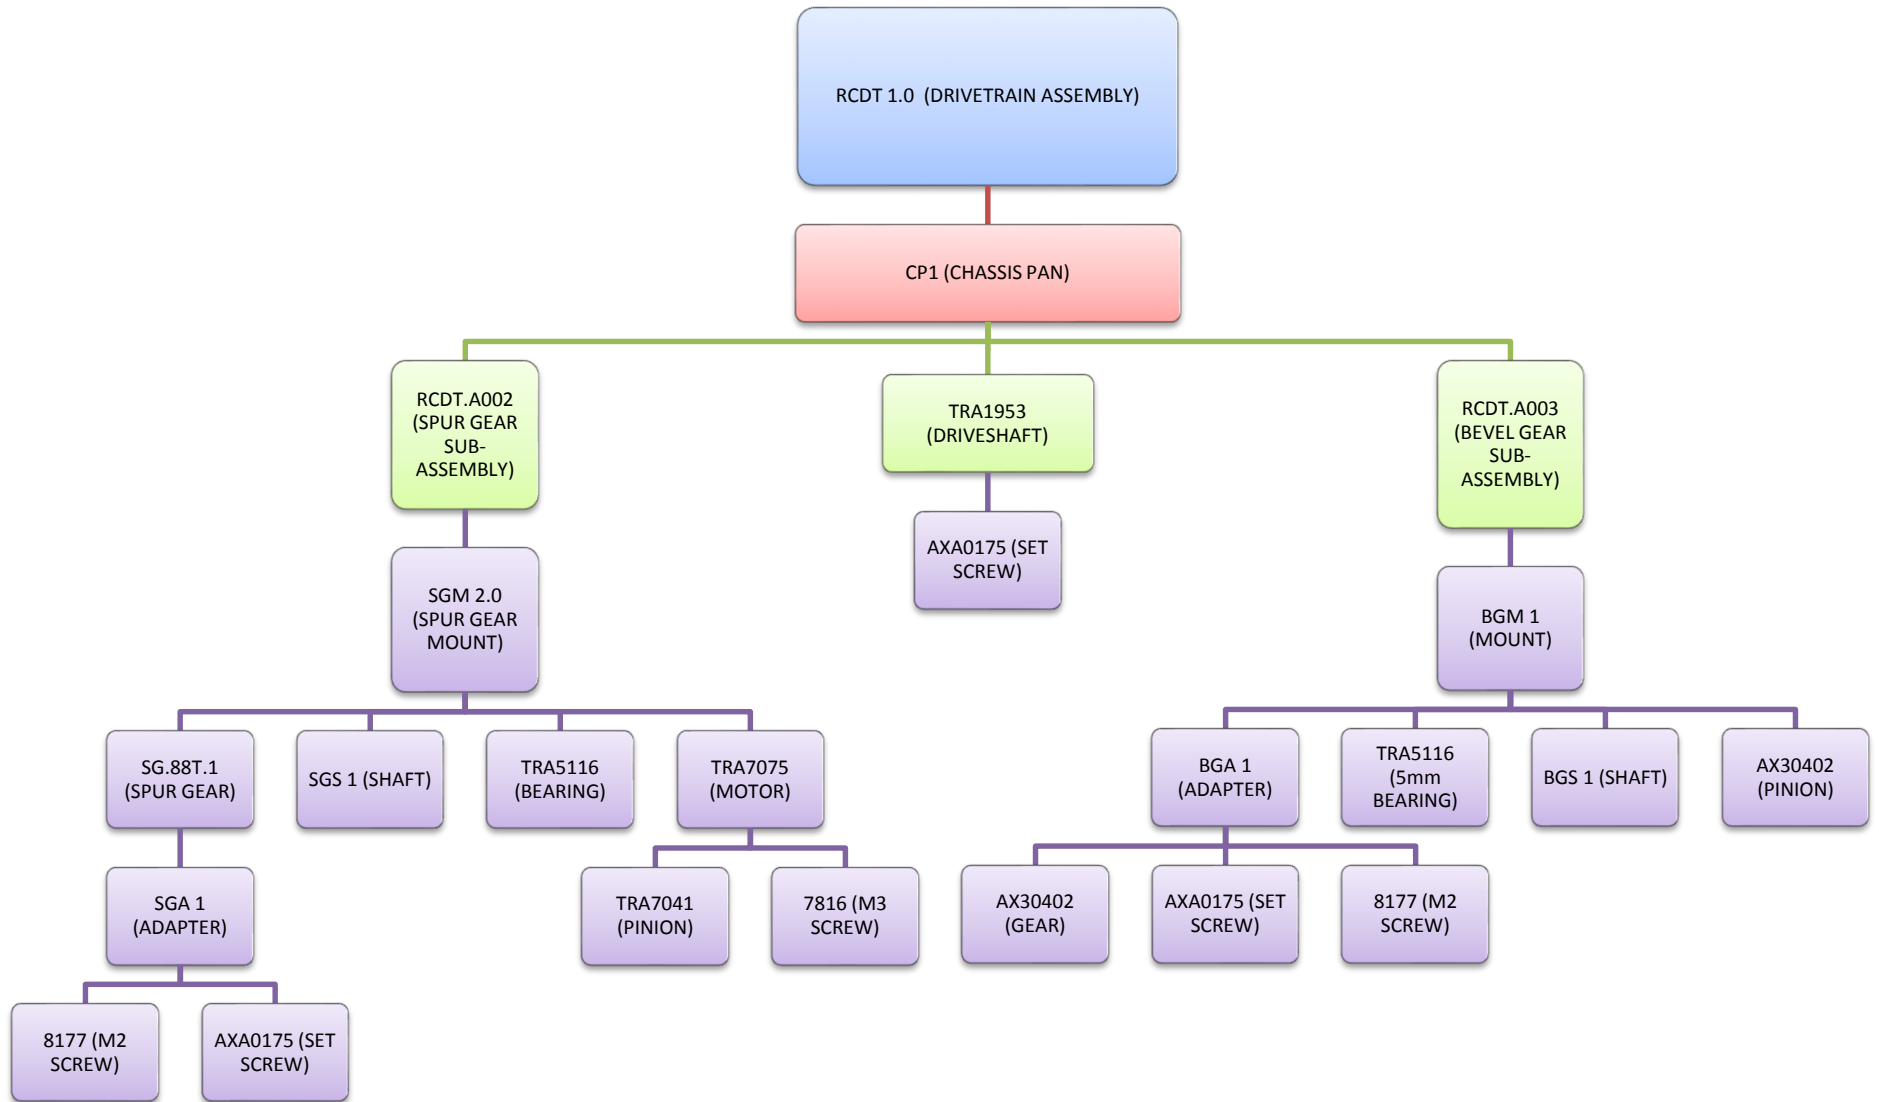 RCDT 1.0  (DRIVETRAIN ASSEMBLY)
CP1 (CHASSIS PAN)
RCDT.A002
(SPUR GEAR
SUB-
ASSEMBLY)
TRA1953
(DRIVESHAFT)
RCDT.A003
(BEVEL GEAR
SUB-
ASSEMBLY)
AXA0175 (SET
SCREW)
SGM 2.0
(SPUR GEAR
MOUNT)
BGM 1
(MOUNT)
SG.88T.1
(SPUR GEAR)
SGS 1 (SHAFT)
TRA5116
(BEARING)
TRA7075
(MOTOR)
BGA 1
(ADAPTER)
TRA5116
(5mm
BEARING)
BGS 1 (SHAFT)
AX30402
(PINION)
SGA 1
(ADAPTER)
TRA7041
(PINION)
7816 (M3
SCREW)
AX30402
(GEAR)
AXA0175 (SET
SCREW)
8177 (M2
SCREW)
8177 (M2
SCREW)
AXA0175 (SET
SCREW)